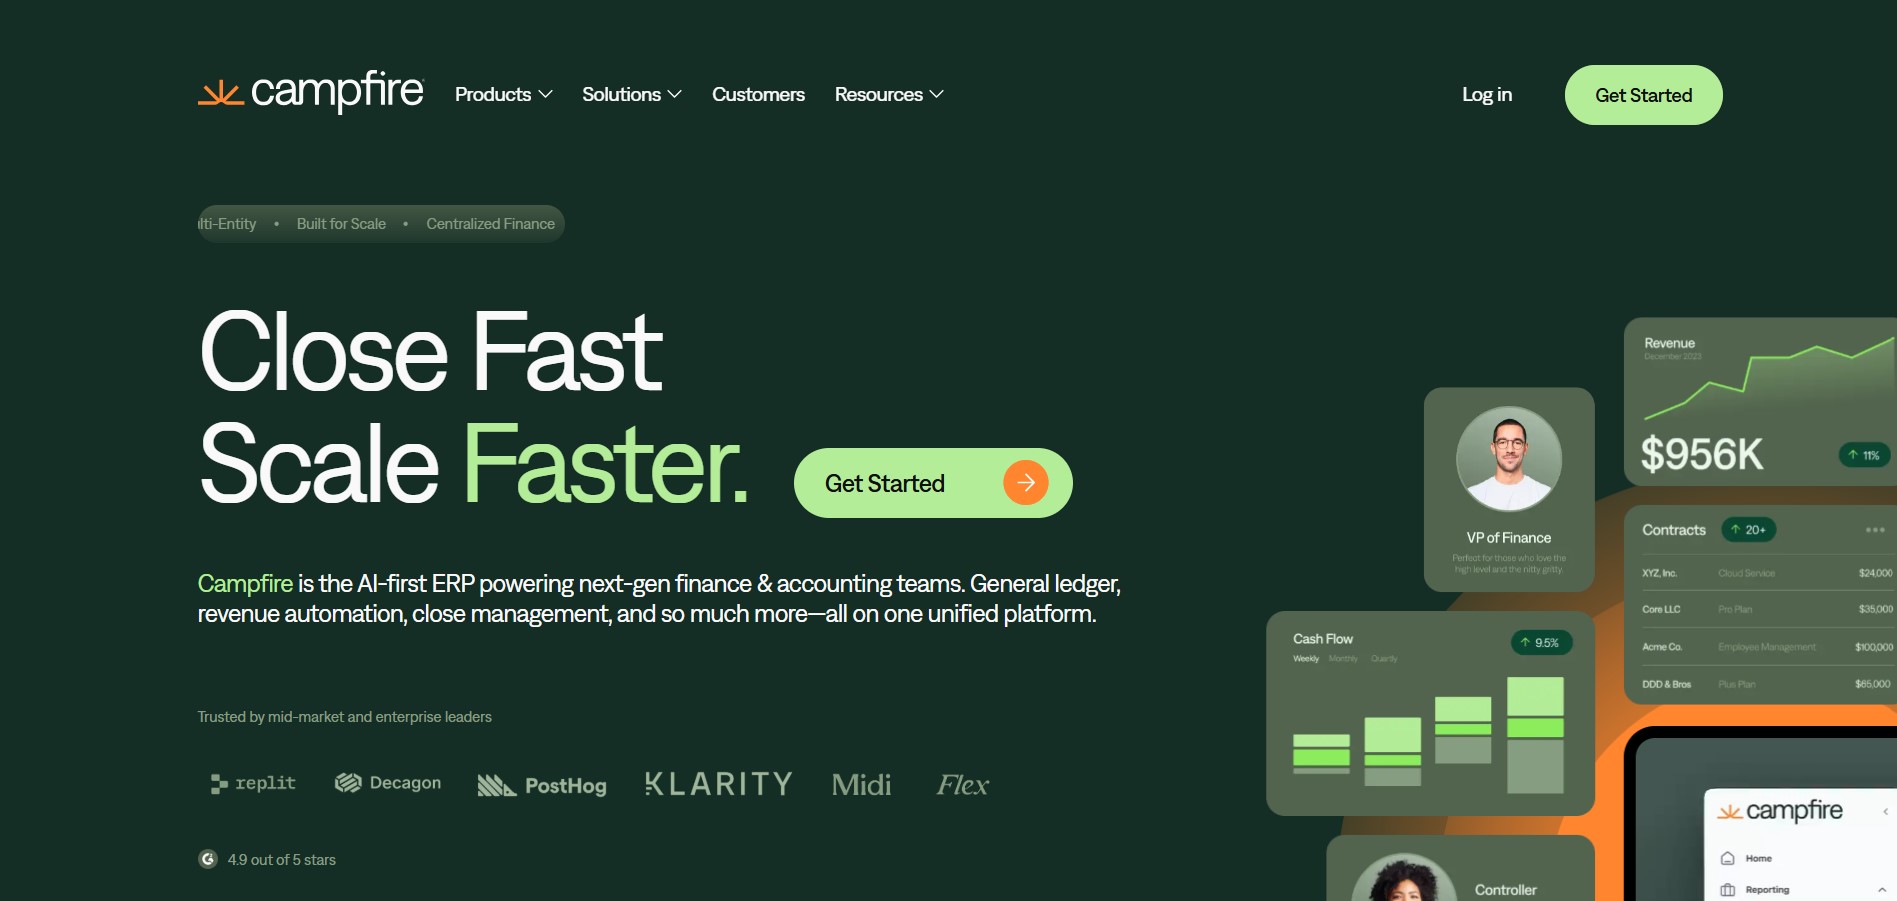 campfire
Products
Solutions
Customers
Resources
Log in
Get Started
lti-Entity • Built for Scale • Centralized Finance
Close Fast
Scale Faster.
Get Started
Campfire is the AI-first ERP powering next-gen finance & accounting teams. General ledger,
revenue automation, close management, and so much more—all on one unified platform.
Trusted by mid-market and enterprise leaders
replit
Decagon
PostHog
KLARITY
Midi
Flex
4.9 out of 5 stars
Revenue
December 2023
$956K
11%
VP of Finance
Perfect for those who love the
high level and the nitty gritty.
Contracts
20+
XYZ, Inc. Cloud Service $24,000
Core LLC Pro Plan $35,000
Acme Co. Employee Management $100,000
DDD & Bros Plus Plan $65,000
Cash Flow
9.5%
Weekly Monthly
Controller
campfire
Home
Reporting